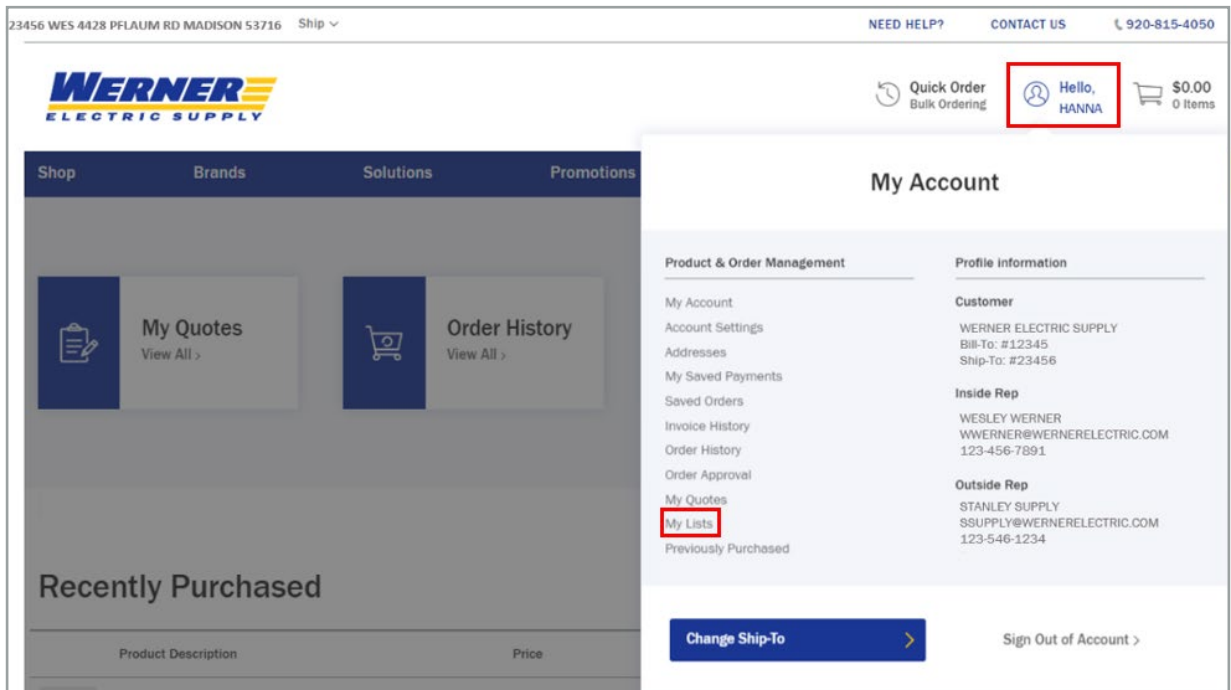 23456 WES 4428 PFLAUM RD MADISON 53716 Ship
NEED HELP? CONTACT US 920-815-4050
WERNER
ELECTRIC SUPPLY
Quick Order
Bulk Ordering
Hello,
HANNA
$0.00
0 Items
Shop Brands Solutions Promotions
My Quotes
View All >
Order History
View All >
Recently Purchased
Product Description Price
My Account
Product & Order Management
My Account
Account Settings
Addresses
My Saved Payments
Saved Orders
Invoice History
Order History
Order Approval
My Quotes
My Lists
Previously Purchased
Profile information
Customer
WERNER ELECTRIC SUPPLY
Bill-To: #12345
Ship-To: #23456
Inside Rep
WESLEY WERNER
WWERNER@WERNERELECTRIC.COM
123-456-7891
Outside Rep
STANLEY SUPPLY
SSUPPLY@WERNERELECTRIC.COM
123-546-1234
Change Ship-To >
Sign Out of Account >